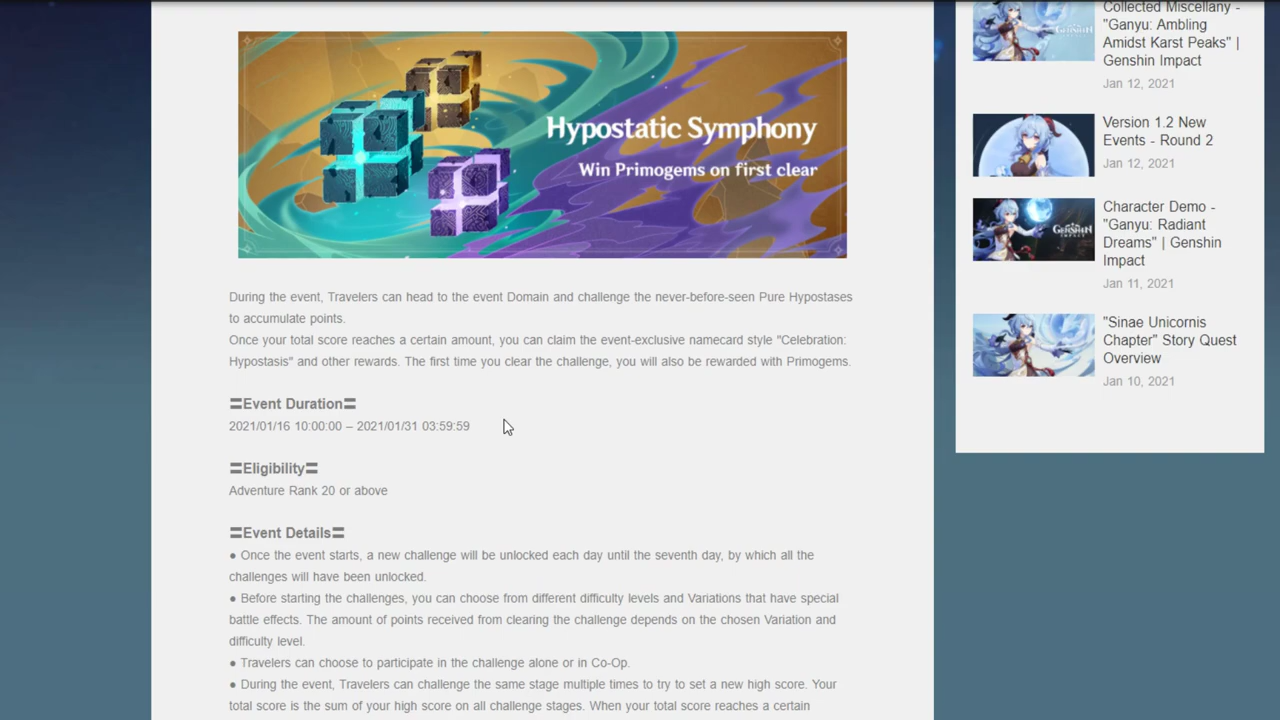 Hypostatic Symphony
Win Primogems on first clear
During the event, Travelers can head to the event Domain and challenge the never-before-seen Pure Hypostases
to accumulate points.
Once your total score reaches a certain amount, you can claim the event-exclusive namecard style "Celebration:
Hypostasis" and other rewards. The first time you clear the challenge, you will also be rewarded with Primogems.
〓Event Duration〓
2021/01/16 10:00:00 – 2021/01/31 03:59:59
〓Eligibility〓
Adventure Rank 20 or above
〓Event Details〓
● Once the event starts, a new challenge will be unlocked each day until the seventh day, by which all the
challenges will have been unlocked.
● Before starting the challenges, you can choose from different difficulty levels and Variations that have special
battle effects. The amount of points received from clearing the challenge depends on the chosen Variation and
difficulty level.
● Travelers can choose to participate in the challenge alone or in Co-Op.
● During the event, Travelers can challenge the same stage multiple times to try to set a new high score. Your
total score is the sum of your high score on all challenge stages. When your total score reaches a certain
Collected Miscellany -
"Ganyu: Ambling
Amidst Karst Peaks" |
Genshin Impact
Jan 12, 2021
Version 1.2 New
Events - Round 2
Jan 12, 2021
Character Demo -
"Ganyu: Radiant
Dreams" | Genshin
Impact
Jan 11, 2021
GENSHIN
IMPACT
"Sinae Unicornis
Chapter" Story Quest
Overview
Jan 10, 2021